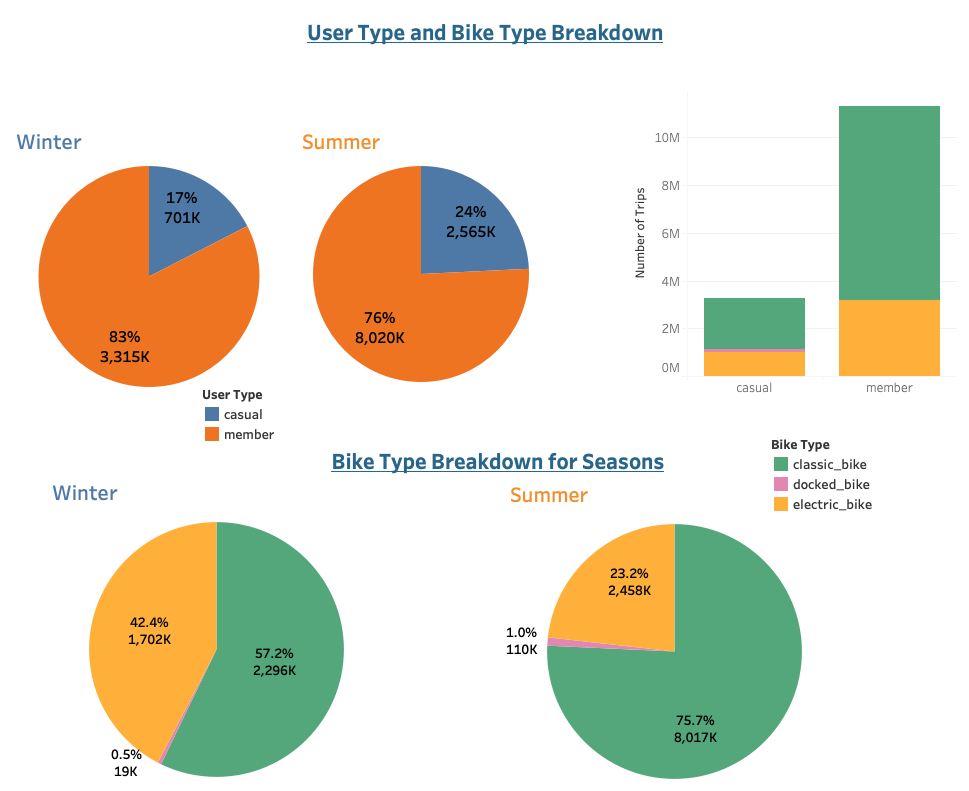 User Type and Bike Type Breakdown
Winter
17%
701K
83%
3,315K
Summer
24%
2,565K
76%
8,020K
User Type
casual
member
Number of Trips
10M
8M
6M
4M
2M
0M
casual
member
Bike Type
classic_bike
docked_bike
electric_bike
Bike Type Breakdown for Seasons
Winter
42.4%
1,702K
57.2%
2,296K
0.5%
19K
Summer
23.2%
2,458K
1.0%
110K
75.7%
8,017K